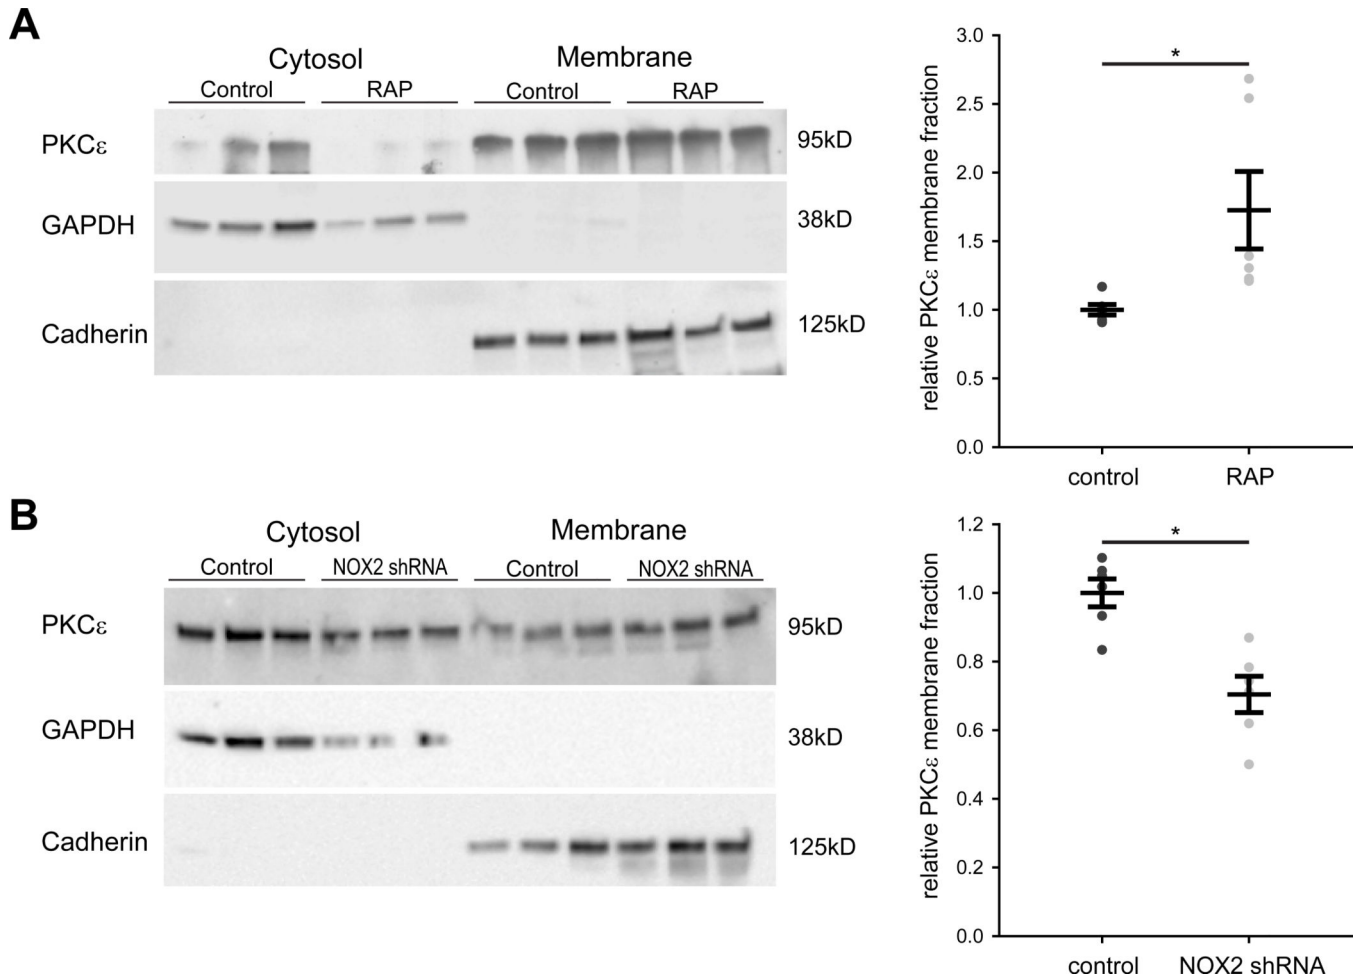 A
Cytosol Membrane
Control RAP Control RAP
PKCε 95kD
GAPDH 38kD
Cadherin 125kD
relative PKCε membrane fraction
3.0
2.5
2.0
1.5
1.0
0.5
0.0
*
control RAP
B
Cytosol Membrane
Control NOX2 shRNA Control NOX2 shRNA
PKCε 95kD
GAPDH 38kD
Cadherin 125kD
relative PKCε membrane fraction
1.2
1.0
0.8
0.6
0.4
0.2
0.0
*
control NOX2 shRNA